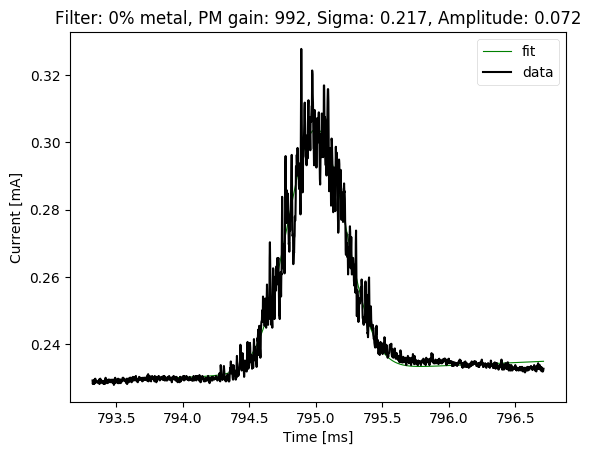 Filter: 0% metal, PM gain: 992, Sigma: 0.217, Amplitude: 0.072
fit
data
0.32
0.30
0.28
0.26
0.24
Current [mA]
793.5 794.0 794.5 795.0 795.5 796.0 796.5
Time [ms]